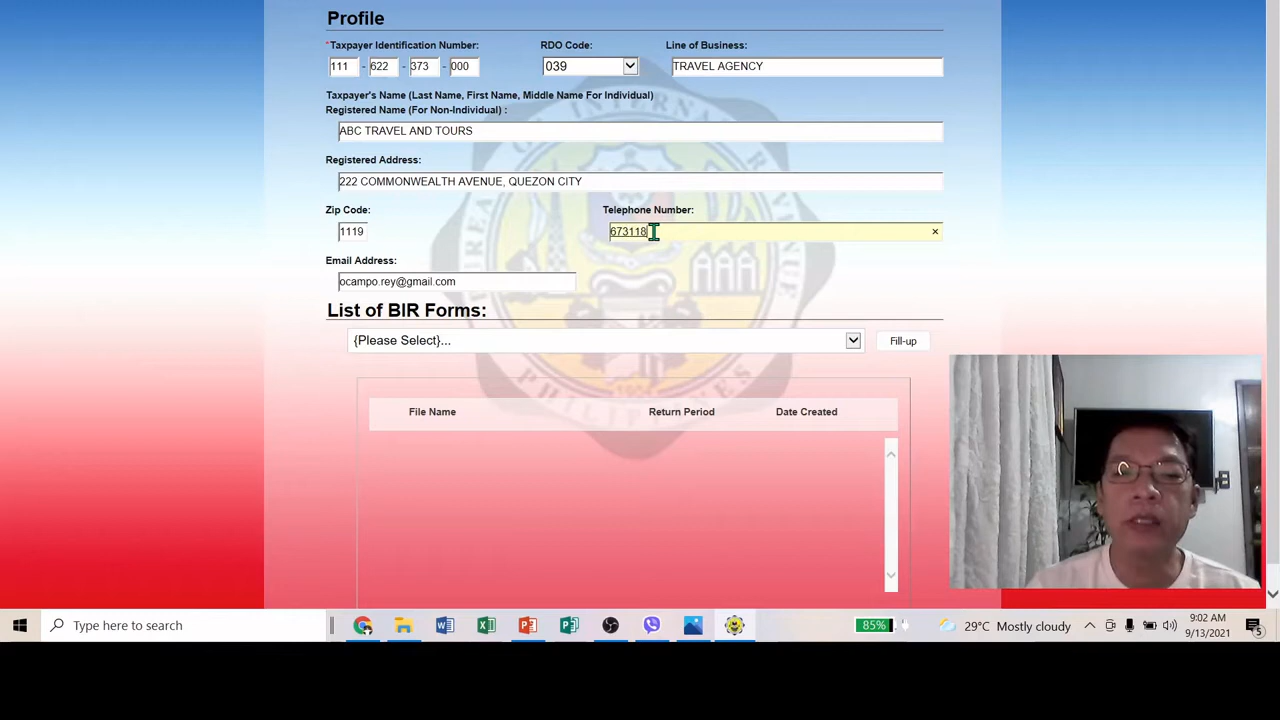 Profile
*Taxpayer Identification Number: RDO Code: Line of Business:
111 - 622 - 373 - 000 039 TRAVEL AGENCY
Taxpayer's Name (Last Name, First Name, Middle Name For Individual)
Registered Name (For Non-Individual) :
ABC TRAVEL AND TOURS
Registered Address:
222 COMMONWEALTH AVENUE, QUEZON CITY
Zip Code: Telephone Number:
1119 673118 ×
Email Address:
ocampo.rey@gmail.com
List of BIR Forms:
{Please Select}... Fill-up
File Name Return Period Date Created
PHILIPPINES
Type here to search 85% 29°C Mostly cloudy 9:02 AM
9/13/2021 5